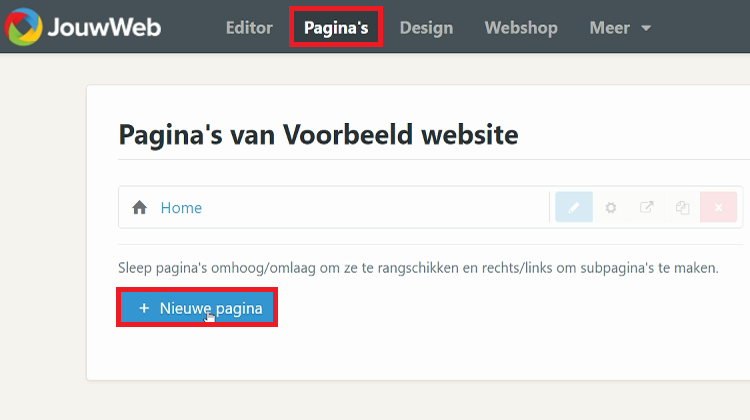 JouwWeb Editor Pagina's Design Webshop Meer
Pagina's van Voorbeeld website
Home
Sleep pagina's omhoog/omlaag om ze te rangschikken en rechts/links om subpagina's te maken.
+ Nieuwe pagina